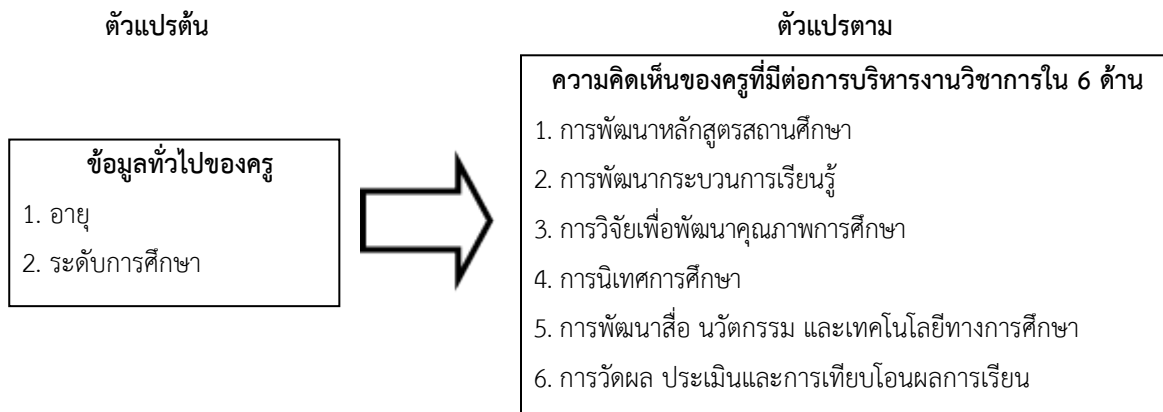 ตัวแปรต้น
ตัวแปรตาม
ข้อมูลทั่วไปของครู
1. อายุ
2. ระดับการศึกษา
ความคิดเห็นของครูที่มีต่อการบริหารงานวิชาการใน 6 ด้าน
1. การพัฒนาหลักสูตรสถานศึกษา
2. การพัฒนากระบวนการเรียนรู้
3. การวิจัยเพื่อพัฒนาคุณภาพการศึกษา
4. การนิเทศการศึกษา
5. การพัฒนาสื่อ นวัตกรรม และเทคโนโลยีทางการศึกษา
6. การวัดผล ประเมินและการเทียบโอนผลการเรียน